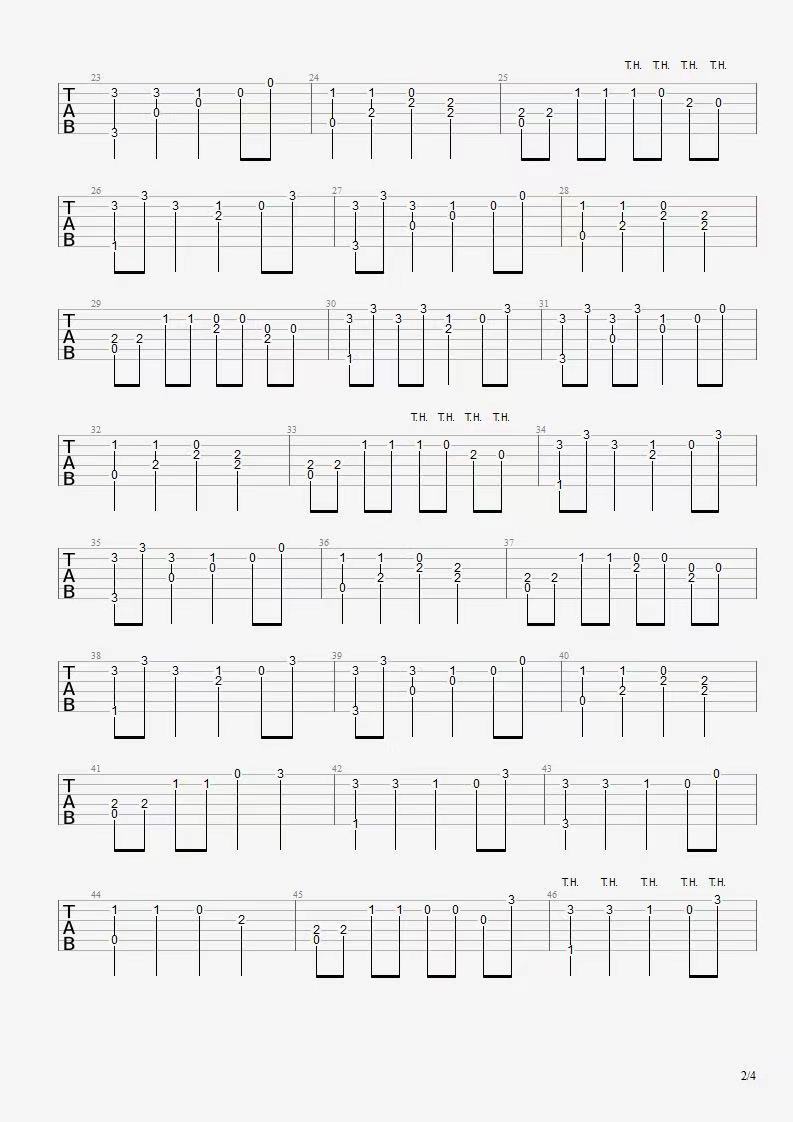 T.H. T.H. T.H. T.H.
23 24 25
0
T 3 3 1 0 1 1 0 1 1 1 0
0 2 2 2 0
A 0 2 2 2 2
B 0 0
3
26 27 28
3 3 3 0
T 3 3 1 0 3 3 1 0 1 1 0
2 0 2 2
A 0 2 2
B 0
1 3
29 30 31
3 3 3 3 3 0
T 1 1 0 0 3 3 1 0 3 3 1 0
2 0 0 2 0
A 2 2 2 0
B 0
1 3
T.H. T.H. T.H. T.H.
32 33 34
3 3
T 1 1 0 1 1 1 0 3 3 1 0
2 2 2 0 2
A 2 2 2 2
B 0 0
1
35 36 37
3 0
T 3 3 1 0 1 1 0 1 1 0 0
0 2 2 2 0 0
A 0 2 2 2 2 2
B 0 0
3
38 39 40
3 3 3 0
T 3 3 1 0 3 3 1 0 1 1 0
2 0 2 2
A 0 2 2
B 0
1 3
41 42 43
0 3 3 0
T 1 1 3 3 1 0 3 3 1 0
A 2 2
B 0
1 3
T.H. T.H. T.H. T.H. T.H.
44 45 46
3 3
T 1 1 0 1 1 0 0 3 3 1 0
2 0
A 2 2
B 0 0
1
2/4